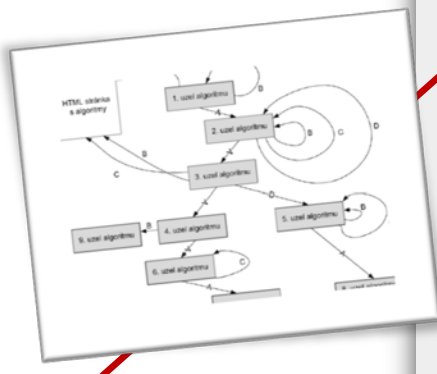 HTML stránka
s algoritmy
1. uzel algoritmu
B
A
2. uzel algoritmu
B
C
D
A
B
C
3. uzel algoritmu
D
A
4. uzel algoritmu
B
9. uzel algoritmu
5. uzel algoritmu
B
A
6. uzel algoritmu
C
A
A